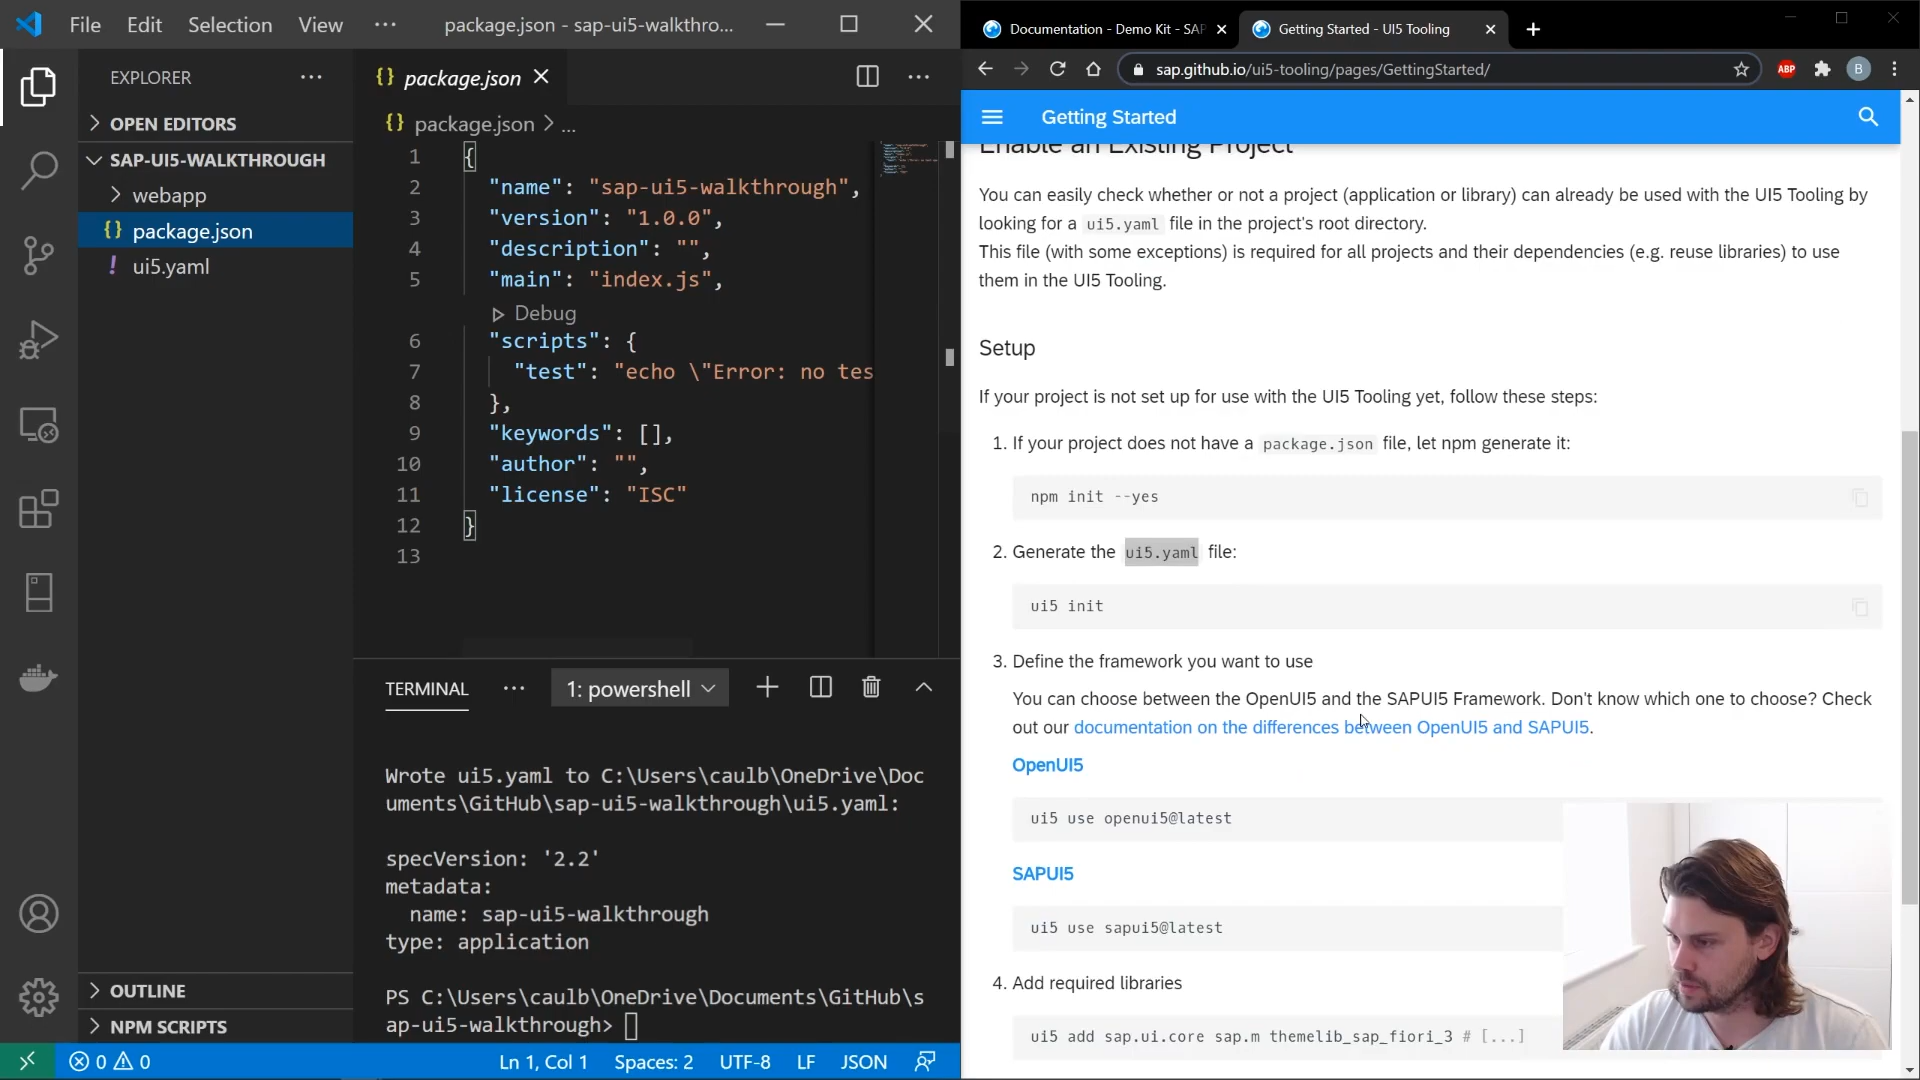 File Edit Selection View ··· package.json - sap-ui5-walkthro...
EXPLORER ···
OPEN EDITORS
SAP-UI5-WALKTHROUGH
webapp
{} package.json
! ui5.yaml
OUTLINE
NPM SCRIPTS
{} package.json
{} package.json > ...
1 {
2 "name": "sap-ui5-walkthrough",
3 "version": "1.0.0",
4 "description": "",
5 "main": "index.js",
Debug
6 "scripts": {
7 "test": "echo \"Error: no tes
8 },
9 "keywords": [],
10 "author": "",
11 "license": "ISC"
12 }
13
TERMINAL ··· 1: powershell
Wrote ui5.yaml to C:\Users\caulb\OneDrive\Doc
uments\GitHub\sap-ui5-walkthrough\ui5.yaml:
specVersion: '2.2'
metadata:
name: sap-ui5-walkthrough
type: application
PS C:\Users\caulb\OneDrive\Documents\GitHub\s
ap-ui5-walkthrough>
0 0 Ln 1, Col 1 Spaces: 2 UTF-8 LF JSON
Documentation - Demo Kit - SAP
Getting Started - UI5 Tooling
sap.github.io/ui5-tooling/pages/GettingStarted/
ABP
B
Getting Started
Enable an Existing Project
You can easily check whether or not a project (application or library) can already be used with the UI5 Tooling by
looking for a ui5.yaml file in the project's root directory.
This file (with some exceptions) is required for all projects and their dependencies (e.g. reuse libraries) to use
them in the UI5 Tooling.
Setup
If your project is not set up for use with the UI5 Tooling yet, follow these steps:
1. If your project does not have a package.json file, let npm generate it:
npm init --yes
2. Generate the ui5.yaml file:
ui5 init
3. Define the framework you want to use
You can choose between the OpenUI5 and the SAPUI5 Framework. Don't know which one to choose? Check
out our documentation on the differences between OpenUI5 and SAPUI5.
OpenUI5
ui5 use openui5@latest
SAPUI5
ui5 use sapui5@latest
4. Add required libraries
ui5 add sap.ui.core sap.m themelib_sap_fiori_3 # [...]